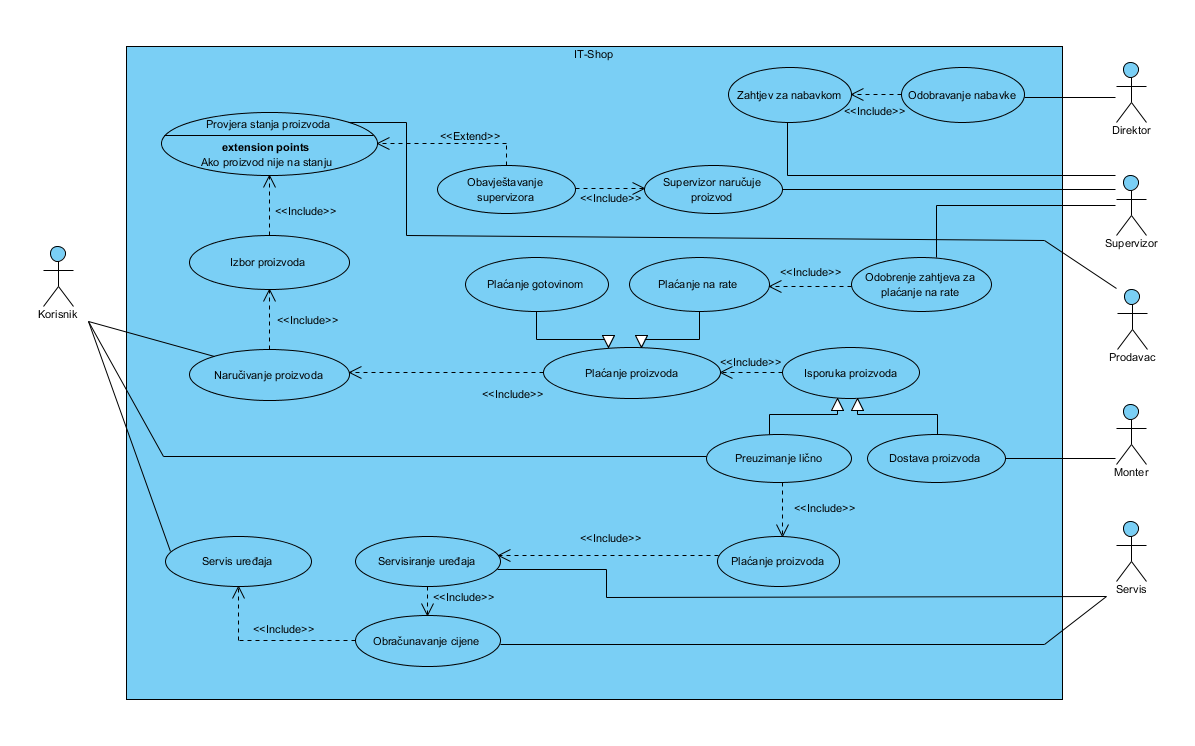 IT-Shop
Zahtjev za nabavkom
<<Include>>
Odobravanje nabavke
Direktor
Provjera stanja proizvoda
extension points
Ako proizvod nije na stanju
<<Extend>>
Obavještavanje
supervizora
<<Include>>
Supervizor naručuje
proizvod
Supervizor
<<Include>>
Izbor proizvoda
Korisnik
<<Include>>
Plaćanje gotovinom
Plaćanje na rate
<<Include>>
Odobrenje zahtjeva za
plaćanje na rate
Prodavac
Naručivanje proizvoda
<<Include>>
Plaćanje proizvoda
<<Include>>
Isporuka proizvoda
Preuzimanje lično
Dostava proizvoda
Monter
<<Include>>
Servis uređaja
Servisiranje uređaja
<<Include>>
Plaćanje proizvoda
Servis
<<Include>>
<<Include>>
Obračunavanje cijene